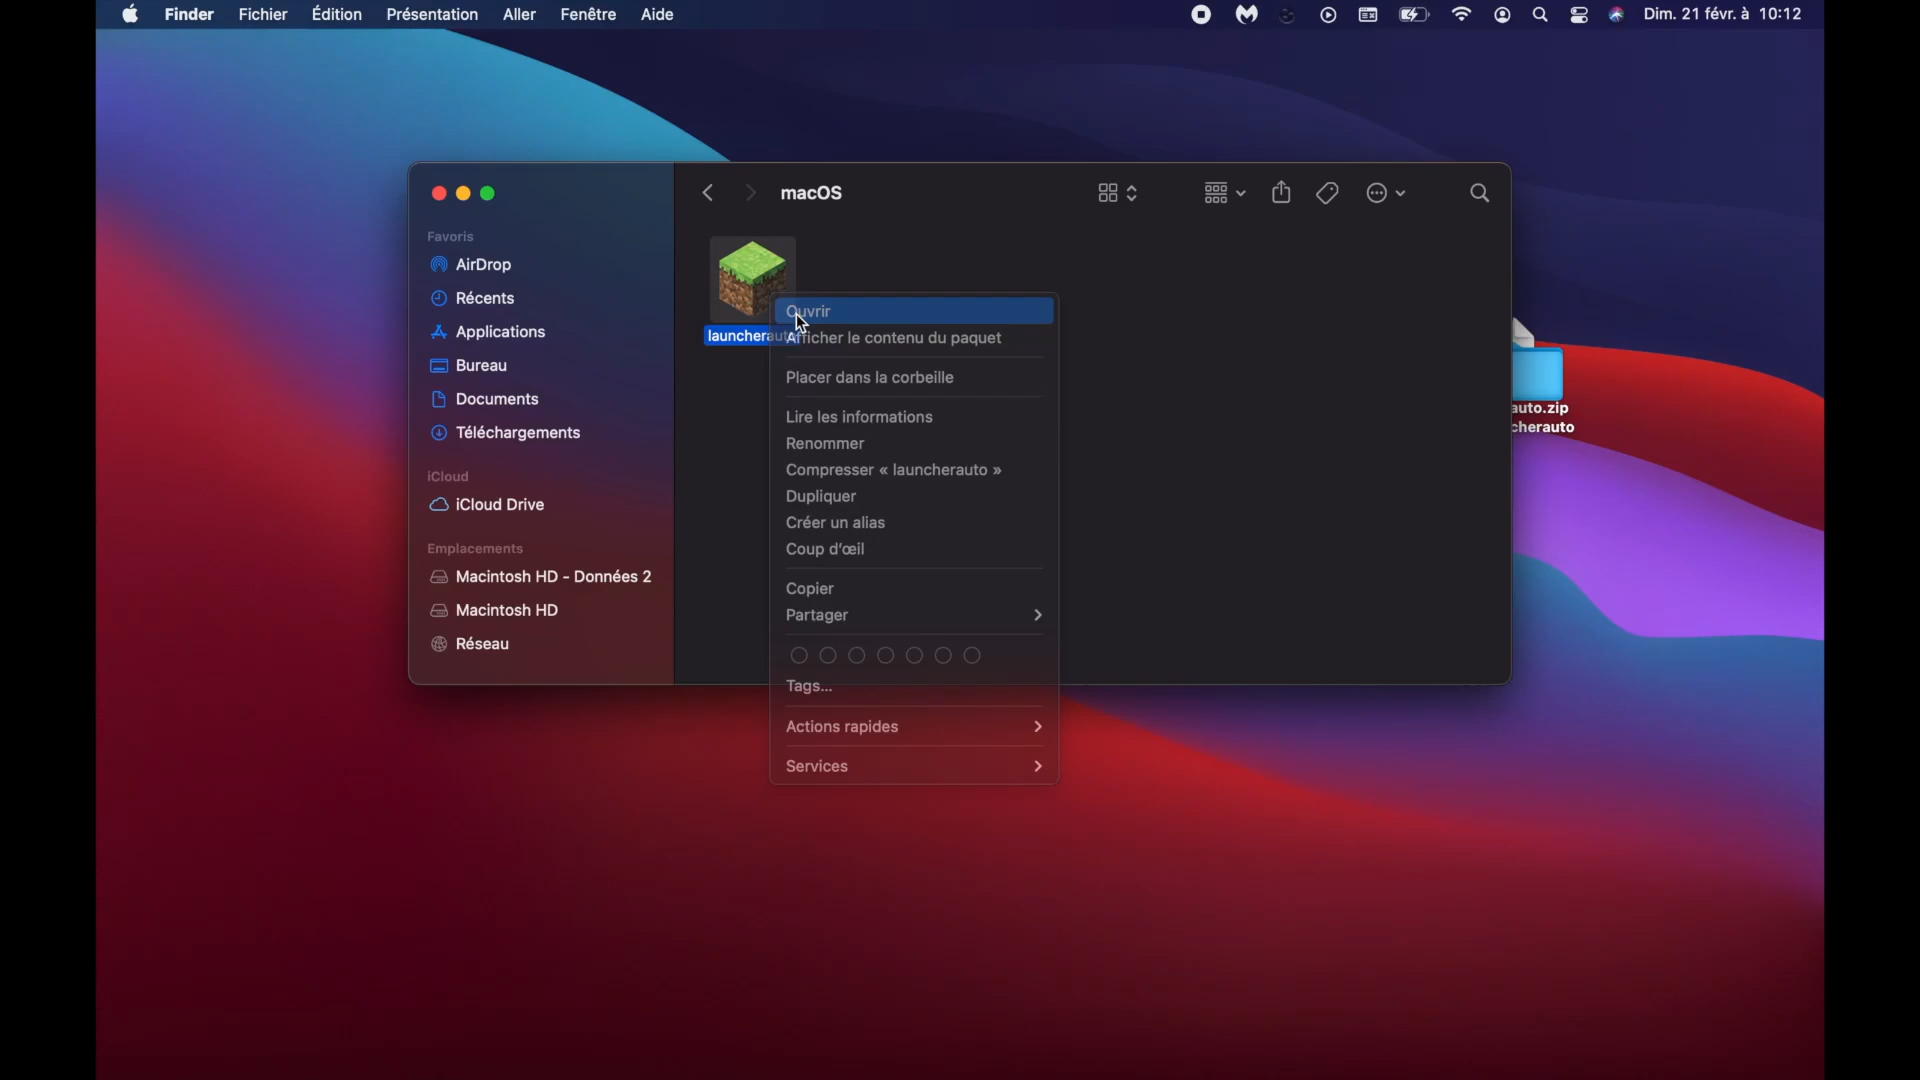 Finder Fichier Édition Présentation Aller Fenêtre Aide
Dim. 21 févr. à 10:12
macOS
Favoris
AirDrop
Récents
Applications
Bureau
Documents
Téléchargements
iCloud
iCloud Drive
Emplacements
Macintosh HD - Données 2
Macintosh HD
Réseau
launcherauto
Ouvrir
Afficher le contenu du paquet
Placer dans la corbeille
Lire les informations
Renommer
Compresser « launcherauto »
Dupliquer
Créer un alias
Coup d'œil
Copier
Partager
Tags...
Actions rapides
Services
auto.zip
cherauto